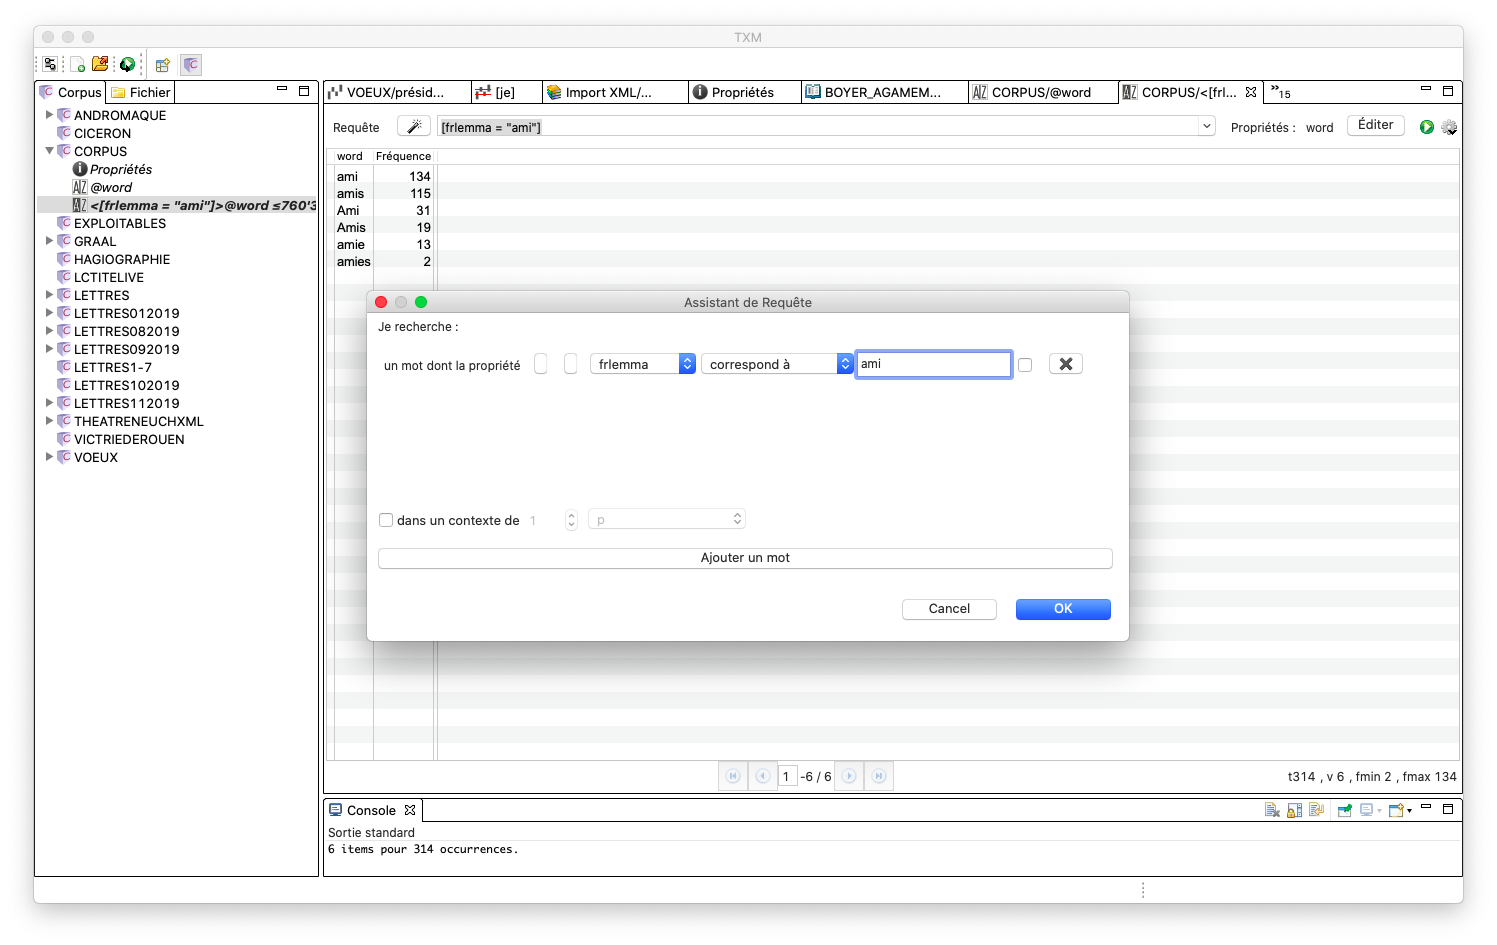 TXM
Corpus
Fichier
ANDROMAQUE
CICERON
CORPUS
Propriétés
@word
<[frlemma = "ami"]>@word ≤760'3
EXPLOITABLES
GRAAL
HAGIOGRAPHIE
LCTITELIVE
LETTRES
LETTRES012019
LETTRES082019
LETTRES092019
LETTRES1-7
LETTRES102019
LETTRES112019
THEATRENEUCHXML
VICTRIEDEROUEN
VOEUX
VOEUX/présid... [je] Import XML/... Propriétés BOYER_AGAMEM... CORPUS/@word CORPUS/<[frl... »15
Requête [frlemma = "ami"] Propriétés : word Éditer
word Fréquence
ami 134
amis 115
Ami 31
Amis 19
amie 13
amies 2
Assistant de Requête
Je recherche :
un mot dont la propriété frlemma correspond à ami
dans un contexte de 1 p
Ajouter un mot
Cancel OK
1 -6 / 6
t314 , v 6 , fmin 2 , fmax 134
Console
Sortie standard
6 items pour 314 occurrences.